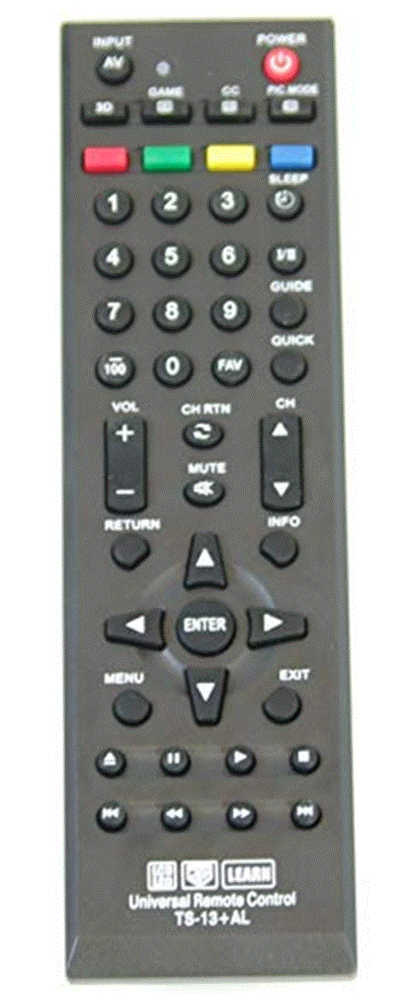 INPUT POWER
AV
GAME CC PIC MODE
3D
SLEEP
1 2 3
4 5 6 I/II
GUIDE
7 8 9
QUICK
100 0 FAV
VOL CH RTN CH
+
MUTE
−
RETURN INFO
ENTER
MENU EXIT
LEARN
Universal Remote Control
TS-13+AL